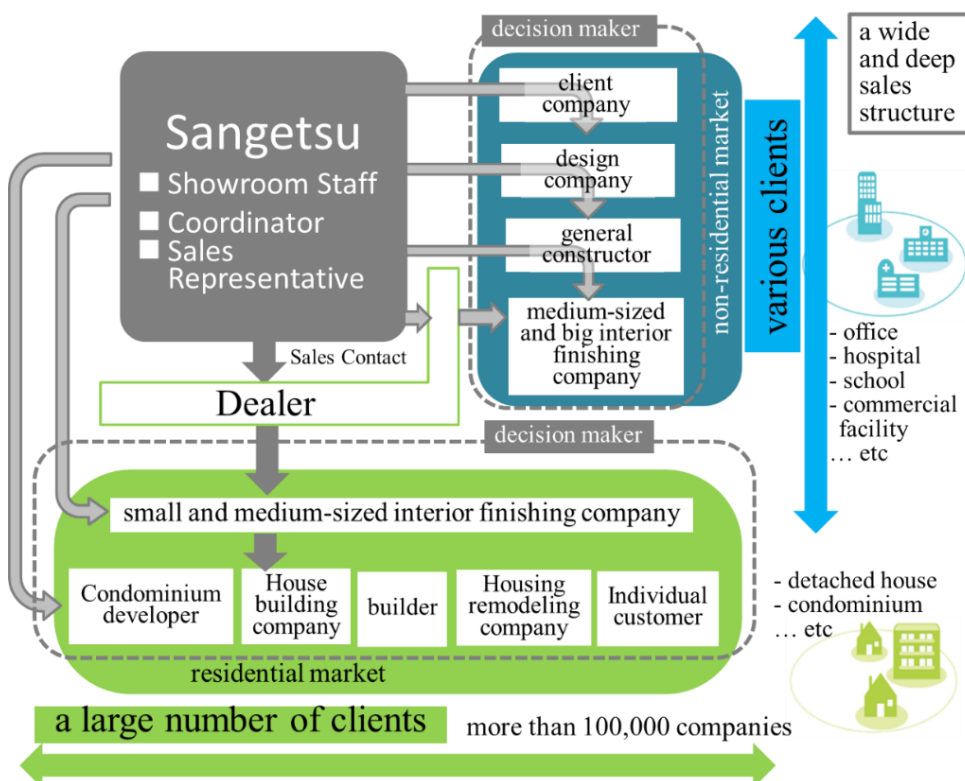 decision maker
a wide
and deep
sales
structure
Sangetsu
Showroom Staff
Coordinator
Sales
Representative
client
company
design
company
general
constructor
medium-sized
and big interior
finishing
company
non-residential market
various clients
- office
- hospital
- school
- commercial
facility
… etc
Sales Contact
Dealer
decision maker
small and medium-sized interior finishing company
Condominium
developer
House
building
company
builder
Housing
remodeling
company
Individual
customer
residential market
- detached house
- condominium
… etc
a large number of clients
more than 100,000 companies